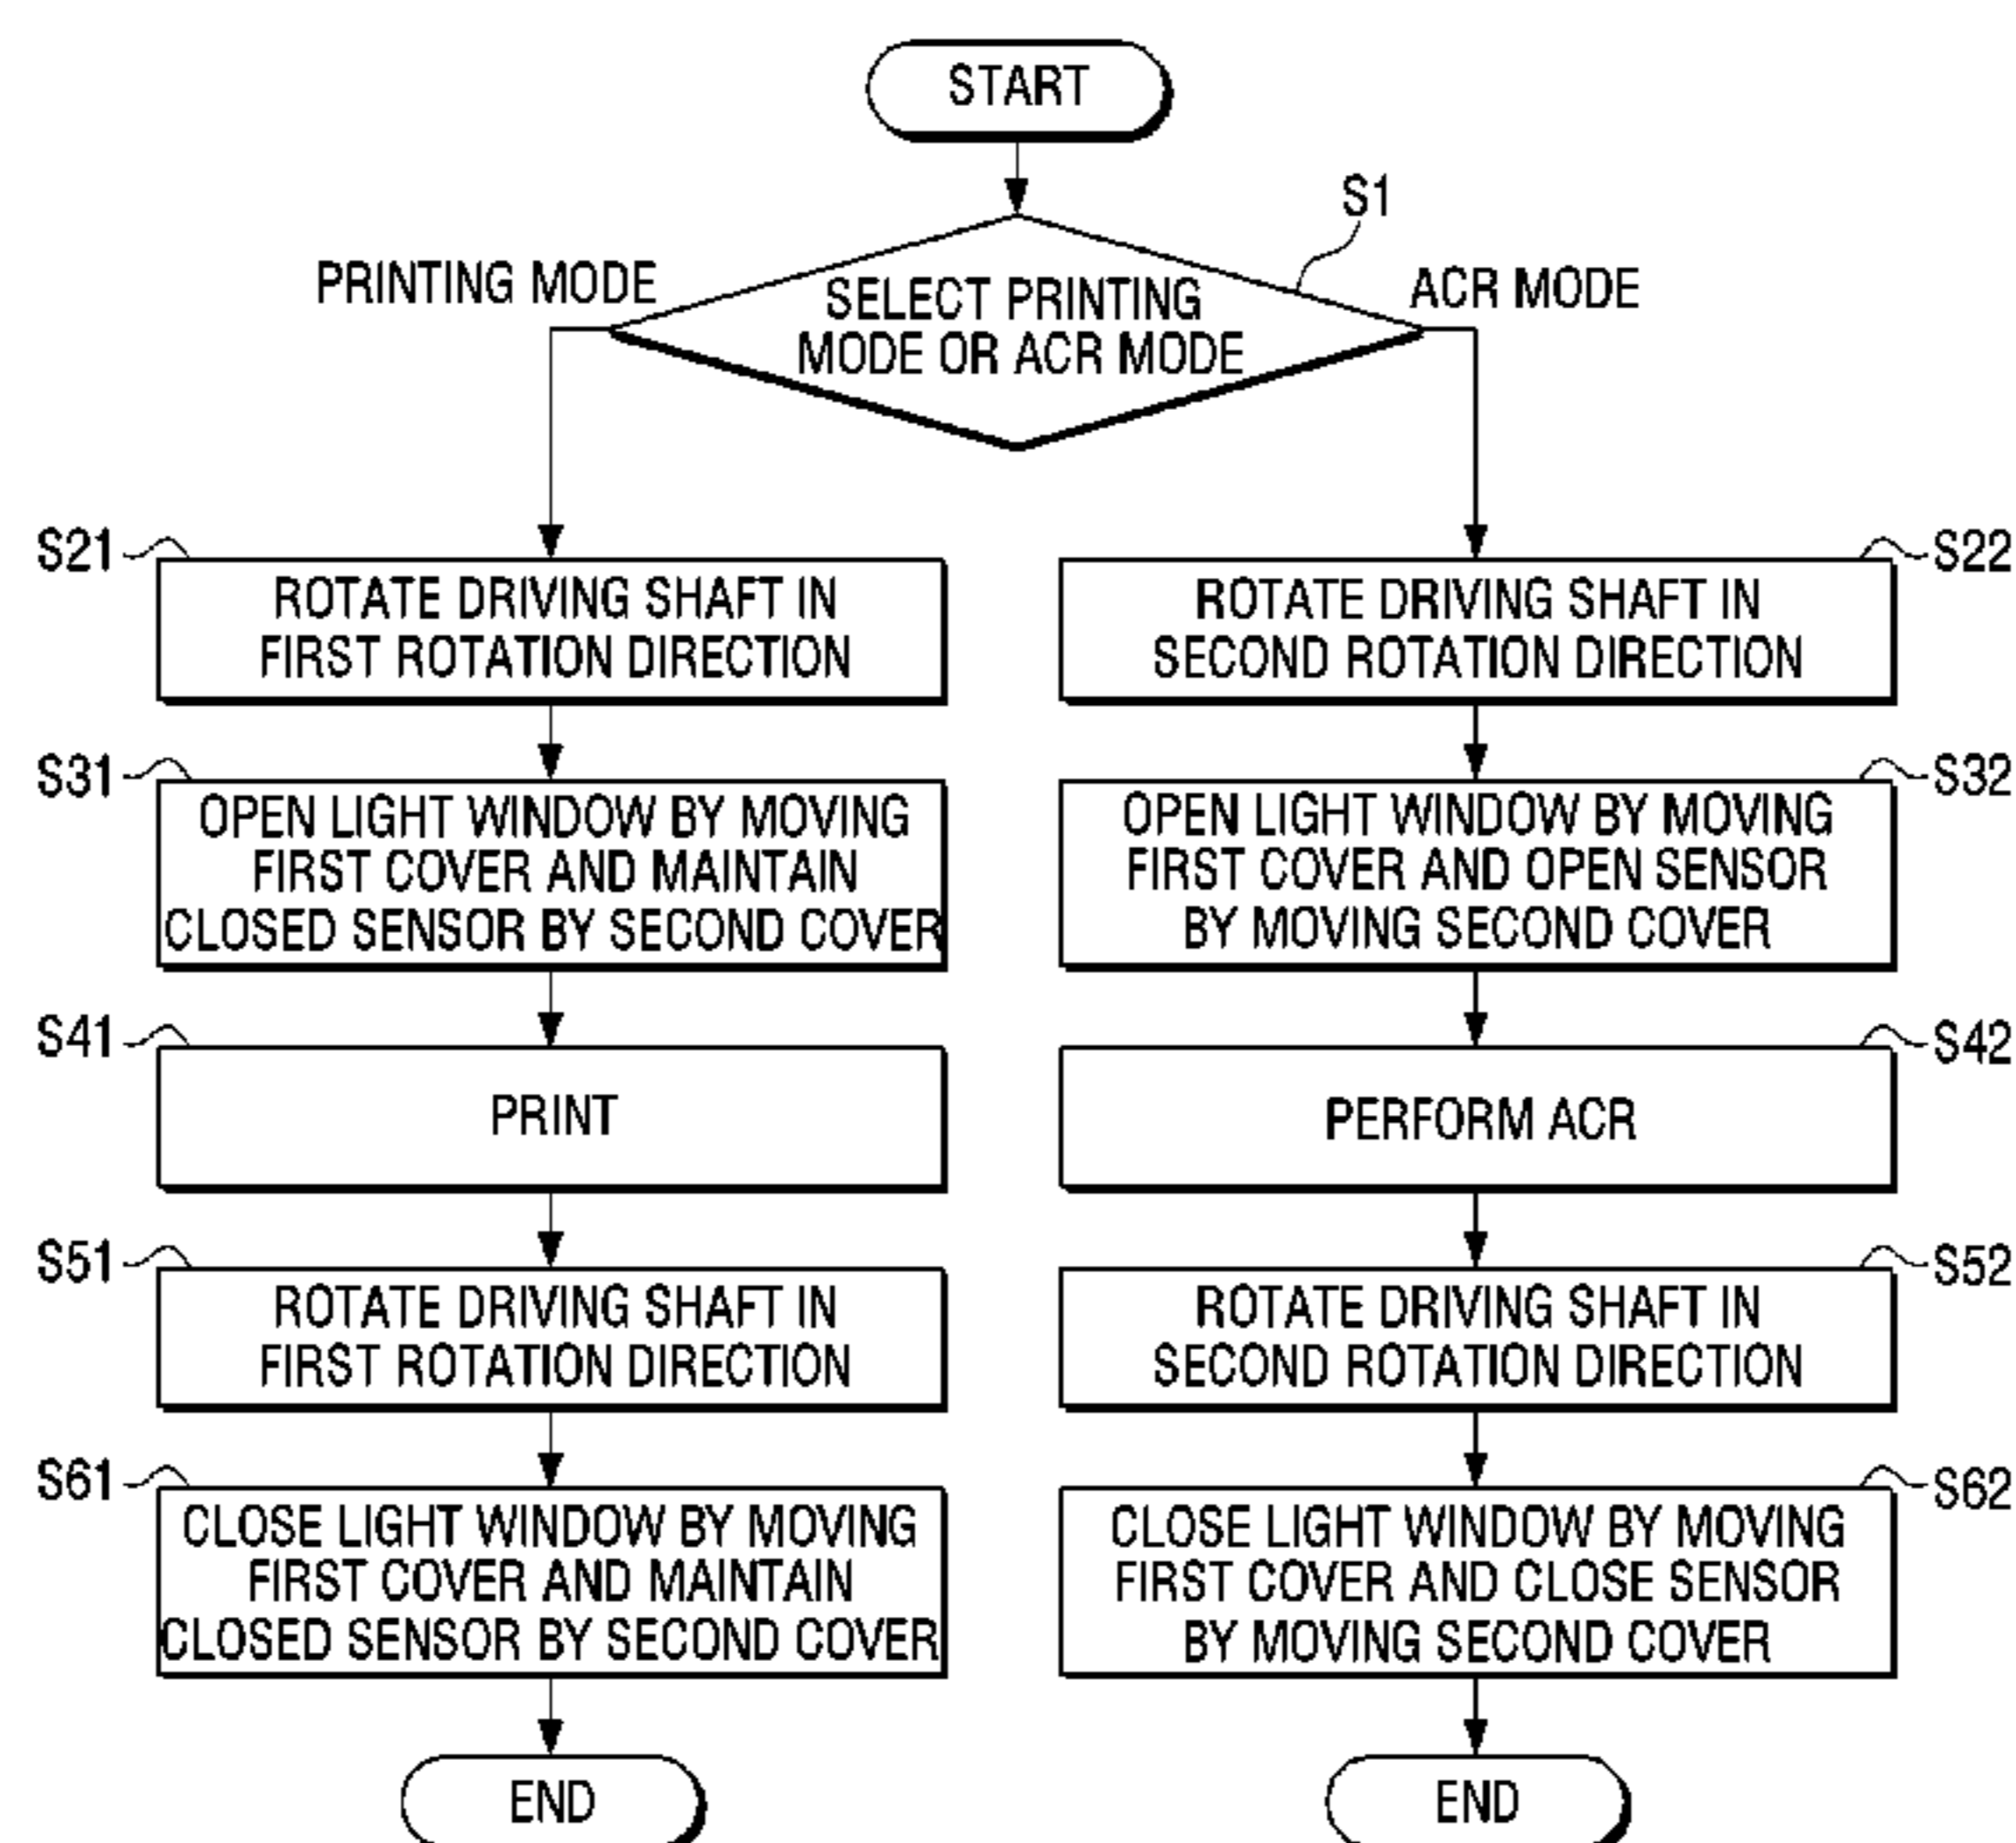 START
S1
PRINTING MODE
ACR MODE
SELECT PRINTING
MODE OR ACR MODE
S21
ROTATE DRIVING SHAFT IN
FIRST ROTATION DIRECTION
S31
OPEN LIGHT WINDOW BY MOVING
FIRST COVER AND MAINTAIN
CLOSED SENSOR BY SECOND COVER
S41
PRINT
S51
ROTATE DRIVING SHAFT IN
FIRST ROTATION DIRECTION
S61
CLOSE LIGHT WINDOW BY MOVING
FIRST COVER AND MAINTAIN
CLOSED SENSOR BY SECOND COVER
END
S22
ROTATE DRIVING SHAFT IN
SECOND ROTATION DIRECTION
S32
OPEN LIGHT WINDOW BY MOVING
FIRST COVER AND OPEN SENSOR
BY MOVING SECOND COVER
S42
PERFORM ACR
S52
ROTATE DRIVING SHAFT IN
SECOND ROTATION DIRECTION
S62
CLOSE LIGHT WINDOW BY MOVING
FIRST COVER AND CLOSE SENSOR
BY MOVING SECOND COVER
END